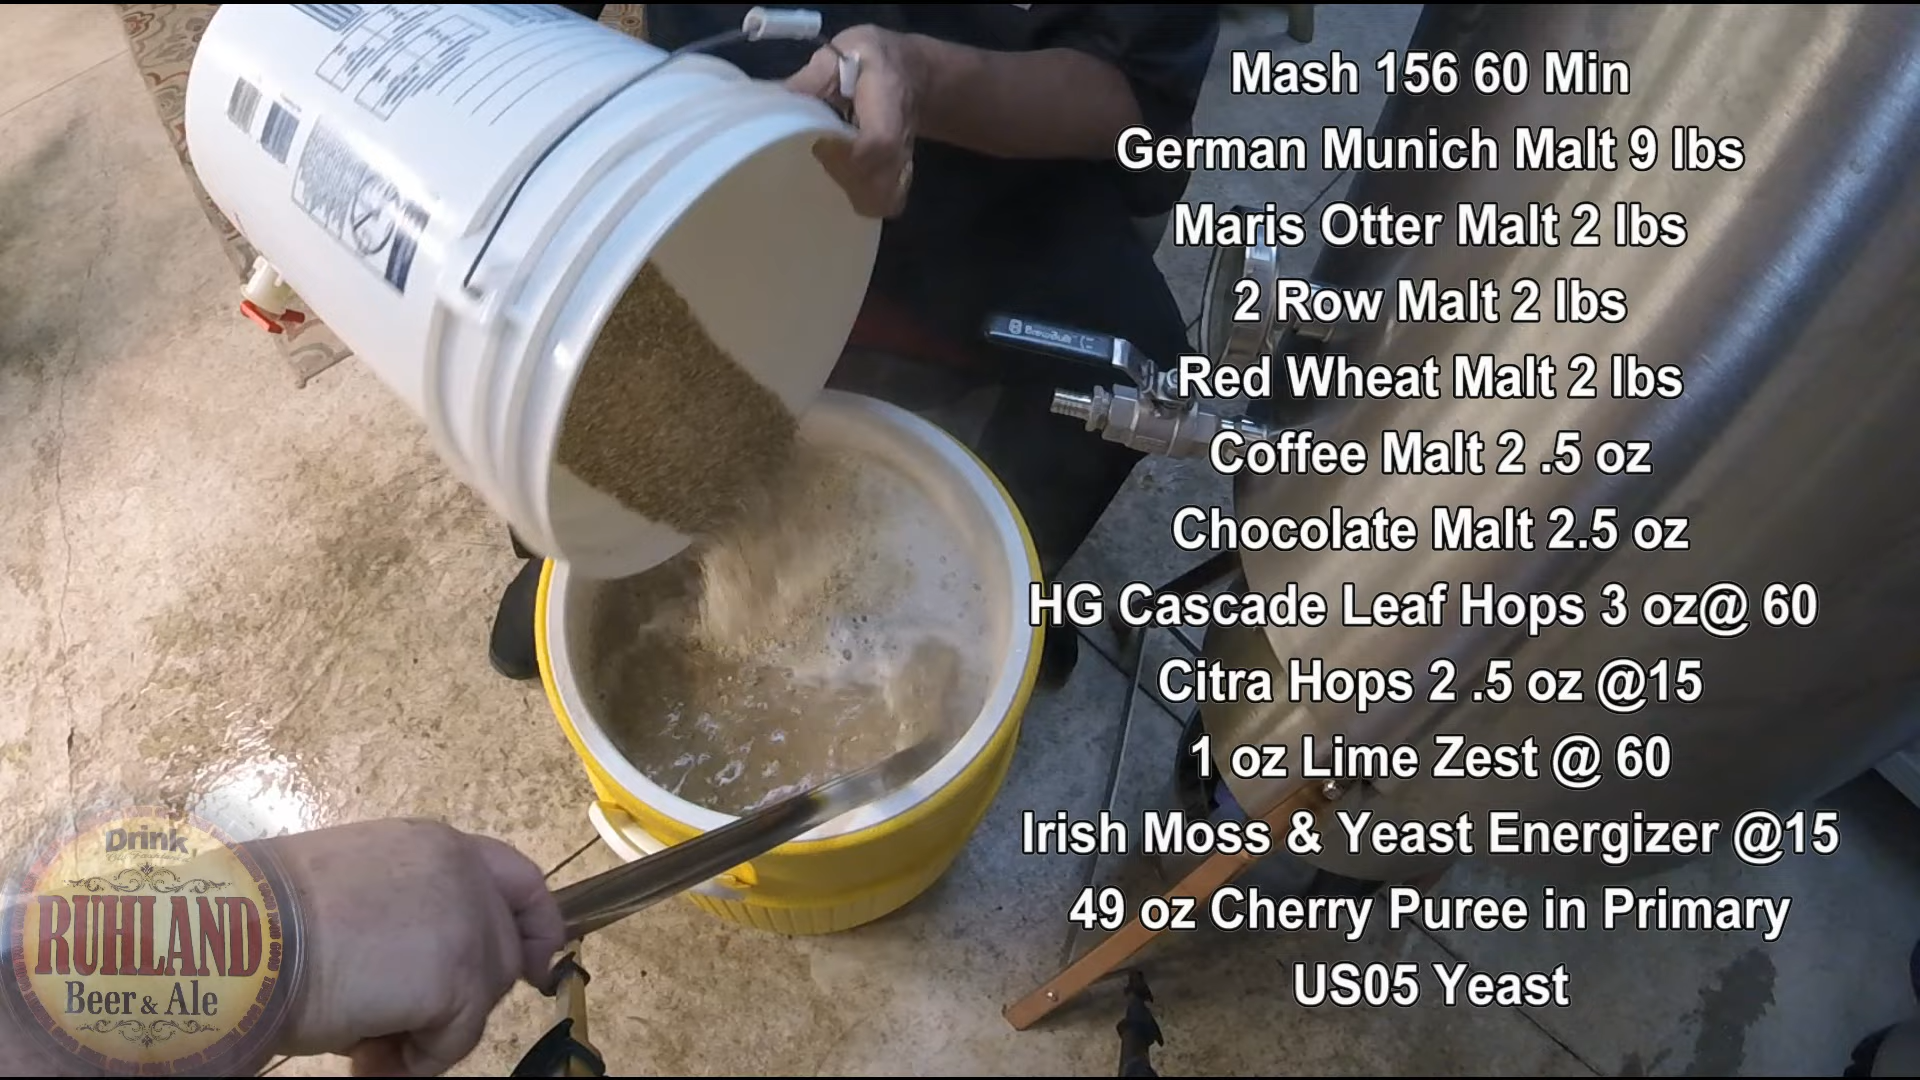 Mash 156 60 Min
German Munich Malt 9 lbs
Maris Otter Malt 2 lbs
2 Row Malt 2 lbs
Red Wheat Malt 2 lbs
Coffee Malt 2 .5 oz
Chocolate Malt 2.5 oz
HG Cascade Leaf Hops 3 oz@ 60
Citra Hops 2 .5 oz @15
1 oz Lime Zest @ 60
Irish Moss & Yeast Energizer @15
49 oz Cherry Puree in Primary
US05 Yeast
BrewBuilt
Drink
RUHLAND
Beer & Ale